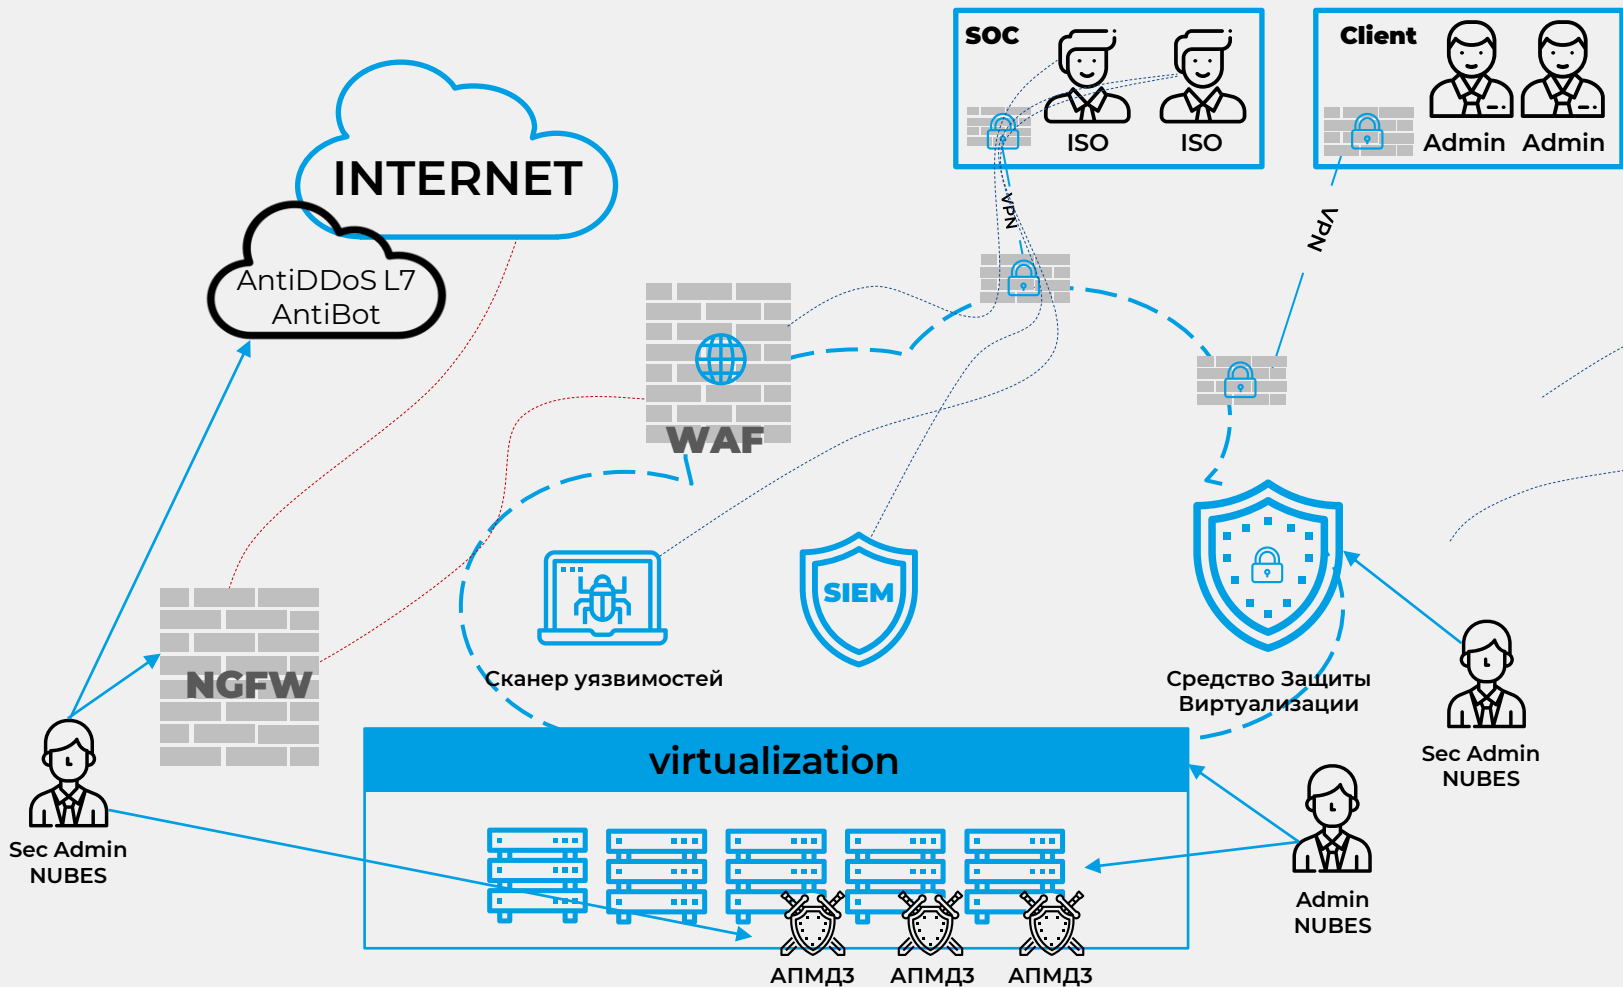 SOC
ISO
ISO
Client
Admin
Admin
INTERNET
AntiDDoS L7
AntiBot
VPN
VPN
WAF
SIEM
NGFW
Сканер уязвимостей
Средство Защиты
Виртуализации
Sec Admin
NUBES
virtualization
Sec Admin
NUBES
Admin
NUBES
АПМДЗ
АПМДЗ
АПМДЗ